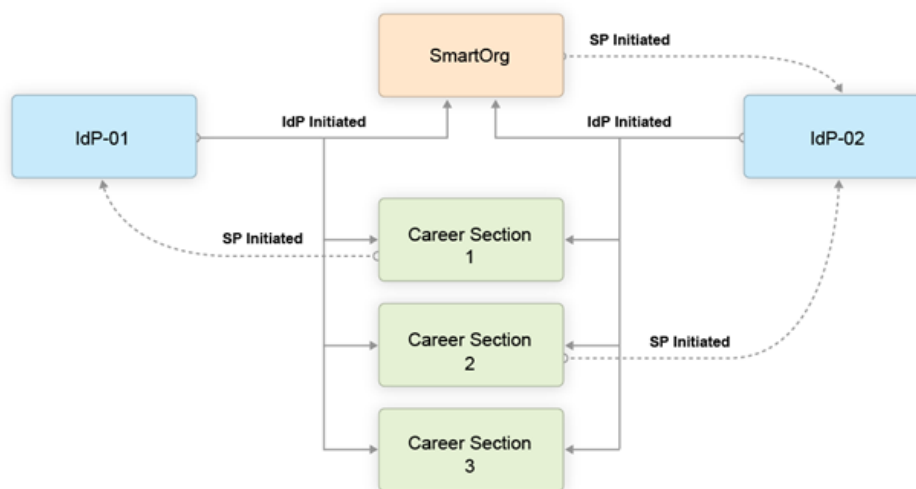 SmartOrg
SP Initiated
IdP-01
IdP Initiated
IdP Initiated
IdP-02
SP Initiated
Career Section
1
Career Section
2
SP Initiated
Career Section
3